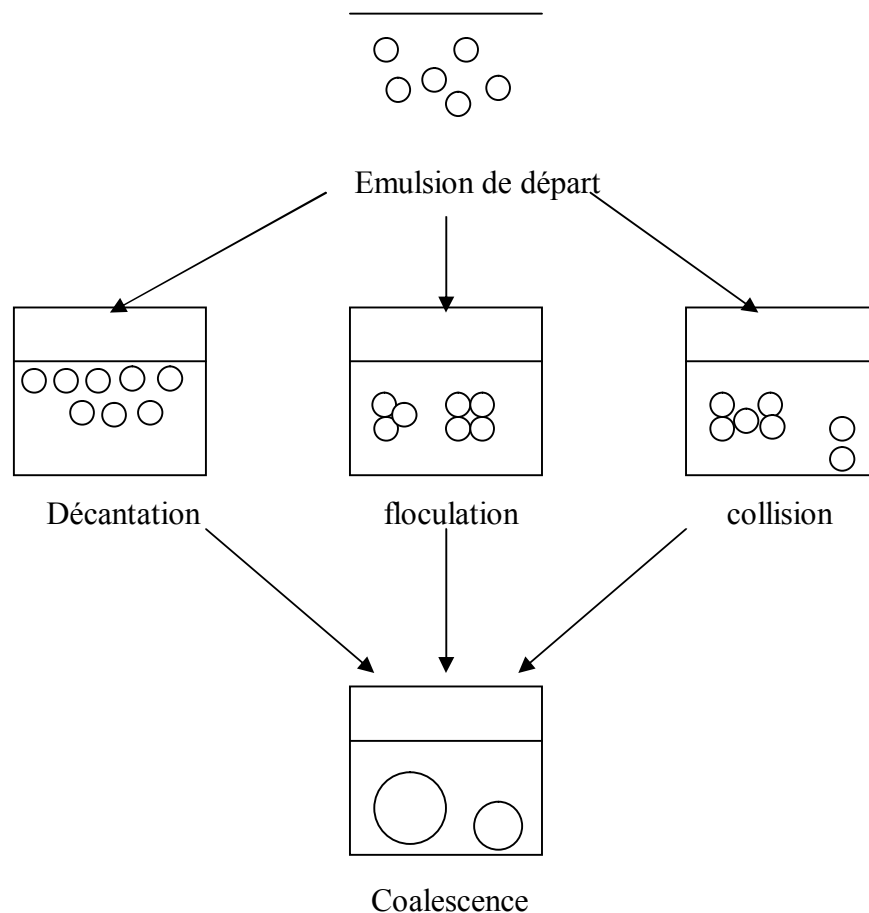 Emulsion de départ
Décantation
floculation
collision
Coalescence